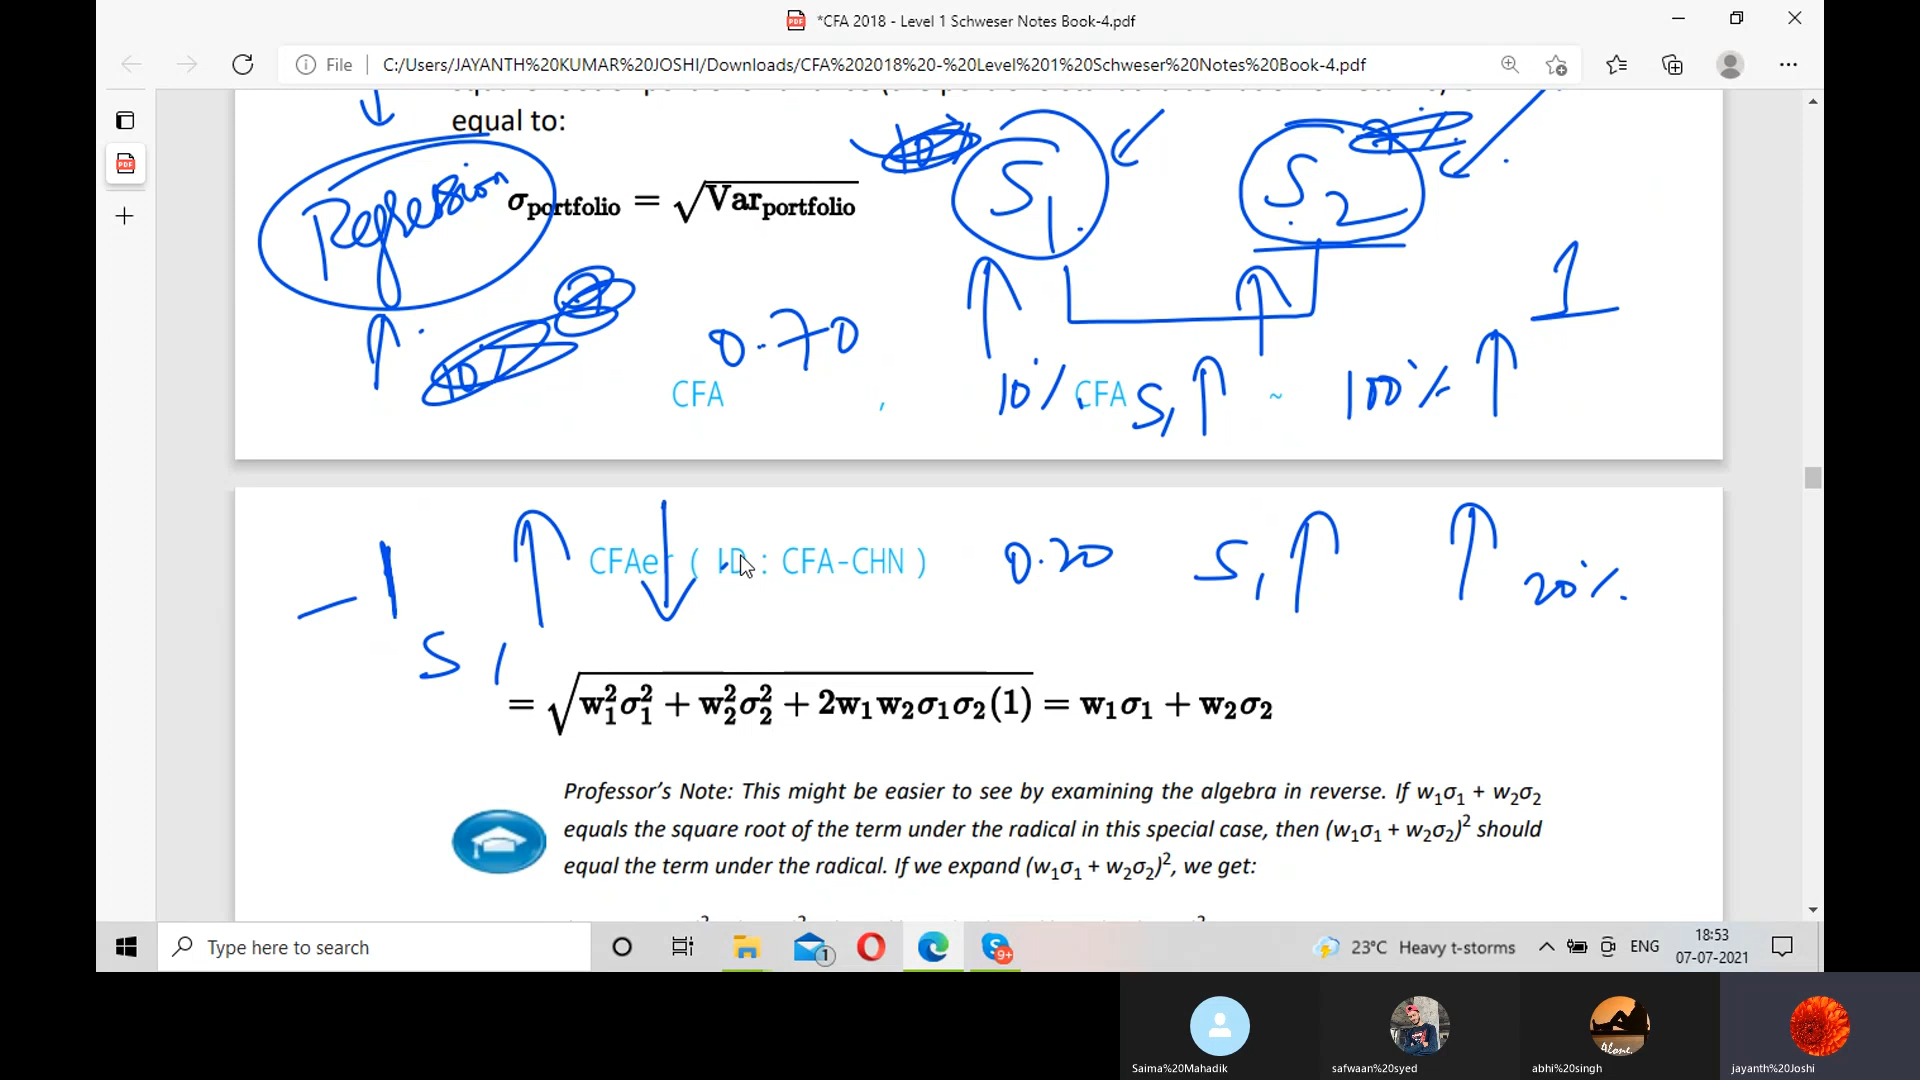 *CFA 2018 - Level 1 Schweser Notes Book-4.pdf
File | C:/Users/JAYANTH%20KUMAR%20JOSHI/Downloads/CFA%202018%20-%20Level%201%20Schweser%20Notes%20Book-4.pdf
equal to:
Regression
σportfolio = √Varportfolio
S1
S2
1
0.70
CFA , CFA ~
10% S1 ↑ 100% ↑
-1
S1
CFAer ( ID : CFA-CHN )
0.20 S1 ↑ ↑ 20%
= √w₁²σ₁² + w₂²σ₂² + 2w₁w₂σ₁σ₂(1) = w₁σ₁ + w₂σ₂
Professor's Note: This might be easier to see by examining the algebra in reverse. If w₁σ₁ + w₂σ₂
equals the square root of the term under the radical in this special case, then (w₁σ₁ + w₂σ₂)² should
equal the term under the radical. If we expand (w₁σ₁ + w₂σ₂)², we get:
Type here to search
1
9+
23°C Heavy t-storms
ENG
18:53
07-07-2021
Alone.
Saima%20Mahadik
safwaan%20syed
abhi%20singh
jayanth%20Joshi